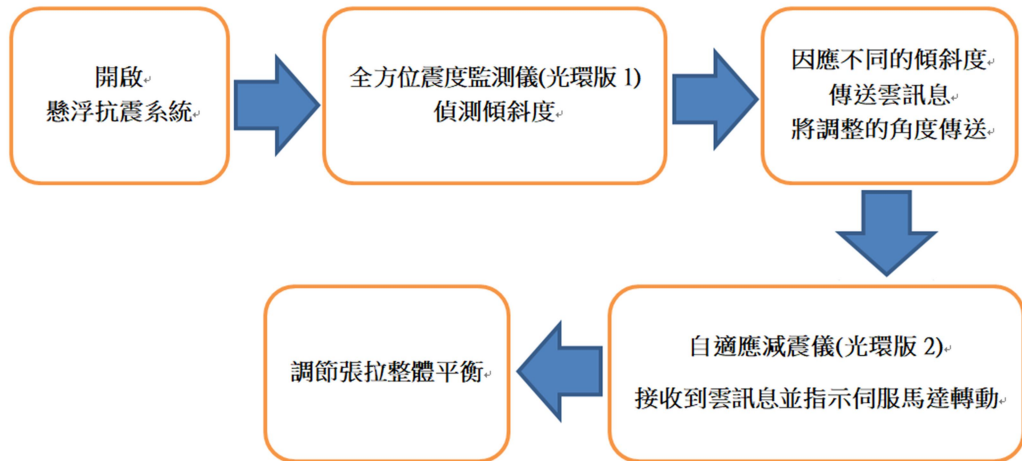 開啟
懸浮抗震系統
全方位震度監測儀(光環版 1)
偵測傾斜度
因應不同的傾斜度
傳送雲訊息
將調整的角度傳送
自適應減震儀(光環版 2)
接收到雲訊息並指示伺服馬達轉動
調節張拉整體平衡